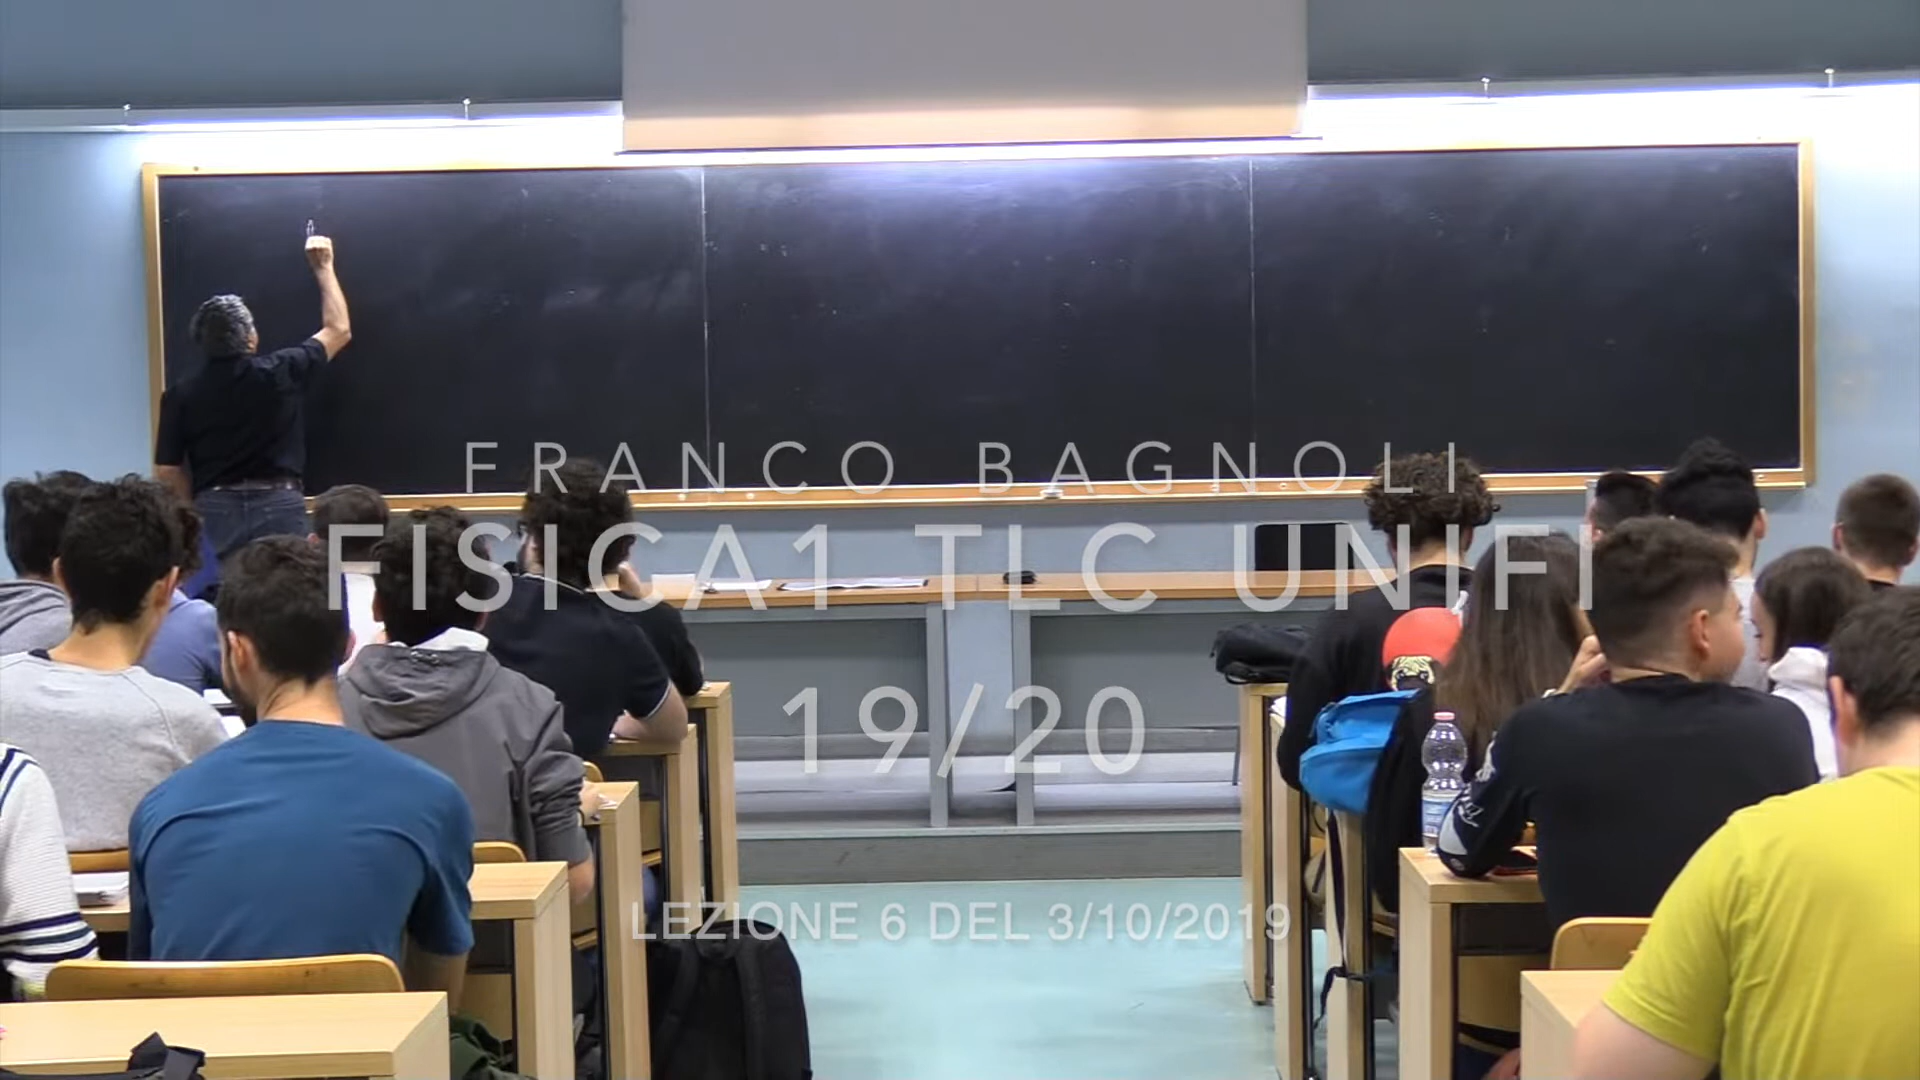 FRANCO BAGNOLI
FISICA1 TLC UNIFI
19/20
LEZIONE 6 DEL 3/10/2019